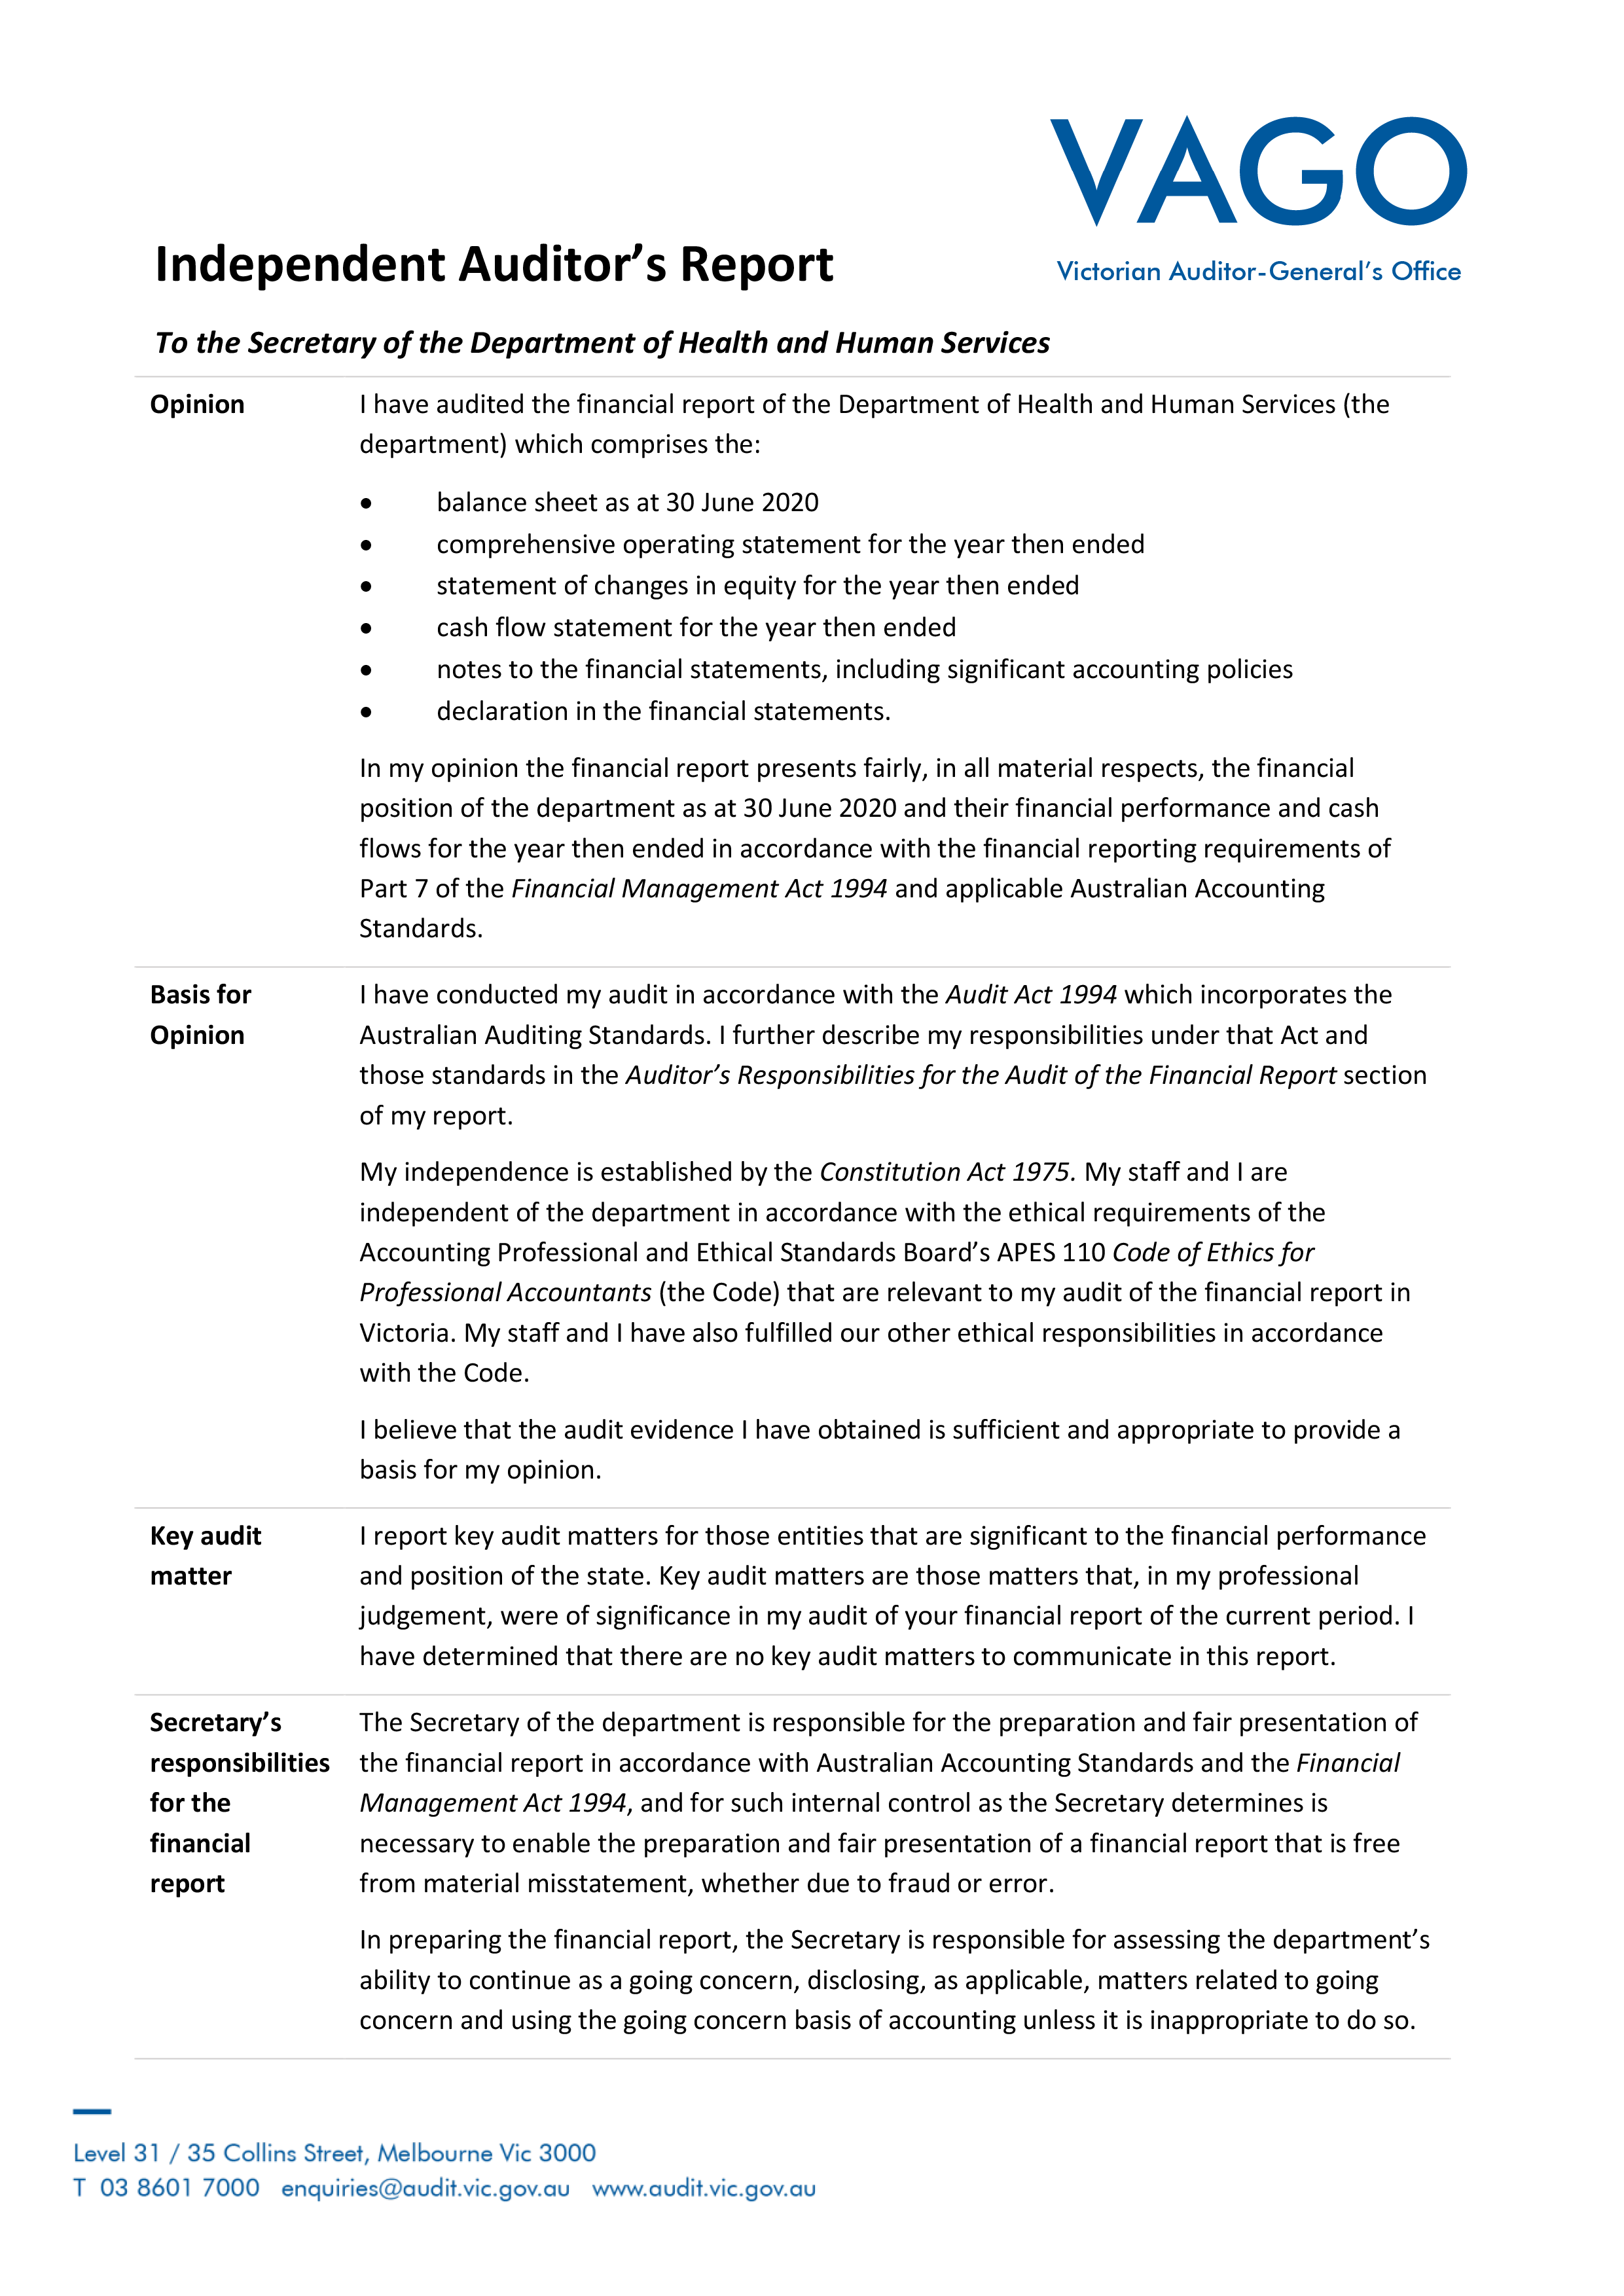 VAGO
Independent Auditor’s Report
Victorian Auditor-General’s Office
To the Secretary of the Department of Health and Human Services
Opinion
I have audited the financial report of the Department of Health and Human Services (the
department) which comprises the:
• balance sheet as at 30 June 2020
• comprehensive operating statement for the year then ended
• statement of changes in equity for the year then ended
• cash flow statement for the year then ended
• notes to the financial statements, including significant accounting policies
• declaration in the financial statements.
In my opinion the financial report presents fairly, in all material respects, the financial
position of the department as at 30 June 2020 and their financial performance and cash
flows for the year then ended in accordance with the financial reporting requirements of
Part 7 of the Financial Management Act 1994 and applicable Australian Accounting
Standards.
Basis for
Opinion
I have conducted my audit in accordance with the Audit Act 1994 which incorporates the
Australian Auditing Standards. I further describe my responsibilities under that Act and
those standards in the Auditor’s Responsibilities for the Audit of the Financial Report section
of my report.
My independence is established by the Constitution Act 1975. My staff and I are
independent of the department in accordance with the ethical requirements of the
Accounting Professional and Ethical Standards Board’s APES 110 Code of Ethics for
Professional Accountants (the Code) that are relevant to my audit of the financial report in
Victoria. My staff and I have also fulfilled our other ethical responsibilities in accordance
with the Code.
I believe that the audit evidence I have obtained is sufficient and appropriate to provide a
basis for my opinion.
Key audit
matter
I report key audit matters for those entities that are significant to the financial performance
and position of the state. Key audit matters are those matters that, in my professional
judgement, were of significance in my audit of your financial report of the current period. I
have determined that there are no key audit matters to communicate in this report.
Secretary’s
responsibilities
for the
financial
report
The Secretary of the department is responsible for the preparation and fair presentation of
the financial report in accordance with Australian Accounting Standards and the Financial
Management Act 1994, and for such internal control as the Secretary determines is
necessary to enable the preparation and fair presentation of a financial report that is free
from material misstatement, whether due to fraud or error.
In preparing the financial report, the Secretary is responsible for assessing the department’s
ability to continue as a going concern, disclosing, as applicable, matters related to going
concern and using the going concern basis of accounting unless it is inappropriate to do so.
Level 31 / 35 Collins Street, Melbourne Vic 3000
T 03 8601 7000 enquiries@audit.vic.gov.au www.audit.vic.gov.au